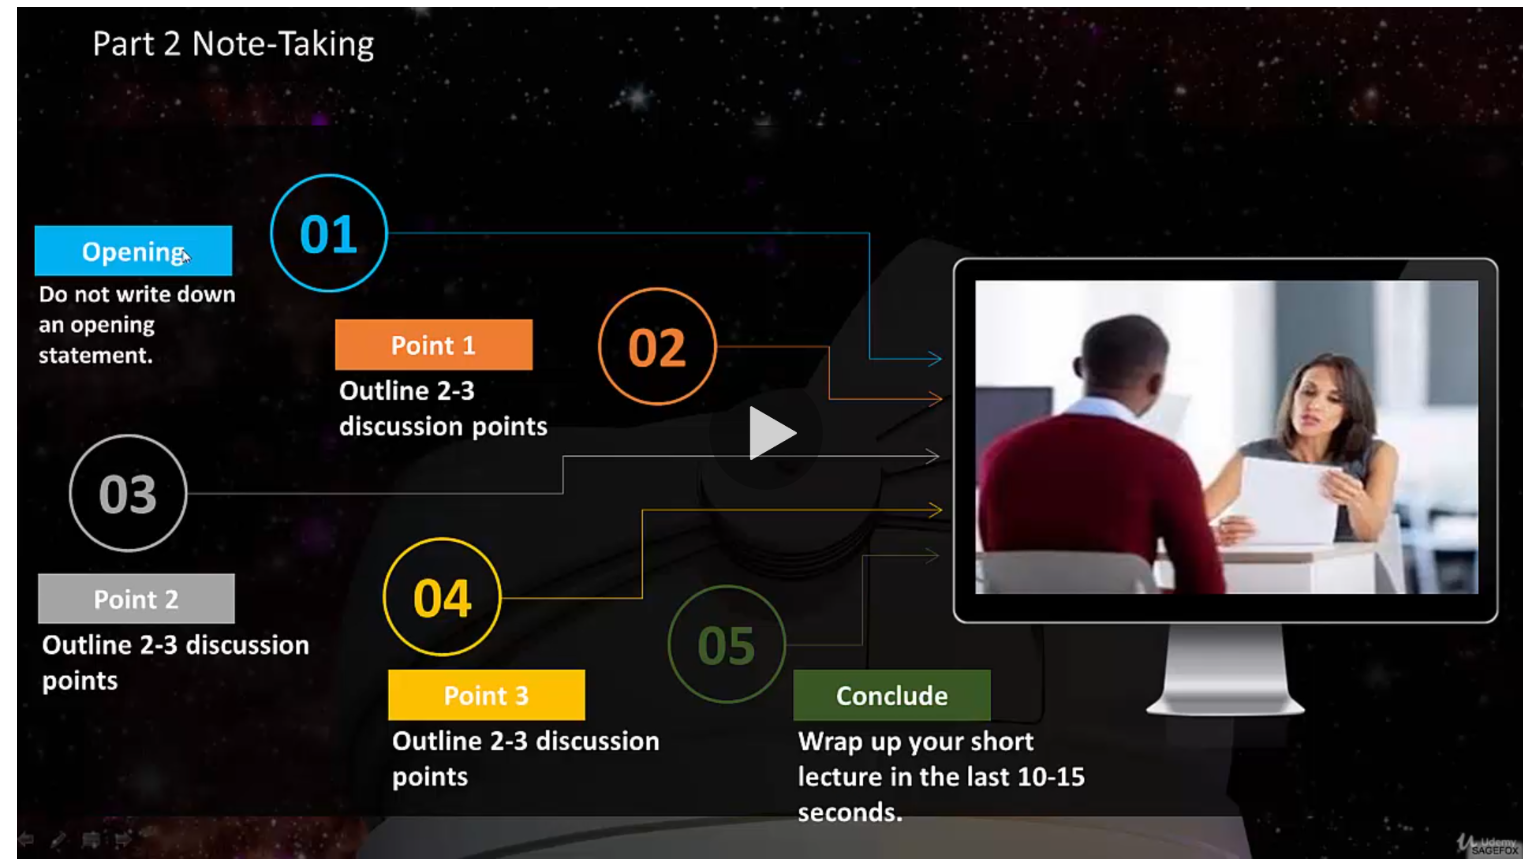 Part 2 Note-Taking
01
Opening
Do not write down
an opening
statement.
02
Point 1
Outline 2-3
discussion points
03
Point 2
Outline 2-3 discussion
points
04
Point 3
Outline 2-3 discussion
points
05
Conclude
Wrap up your short
lecture in the last 10-15
seconds.
Udemy
SAGEFOX